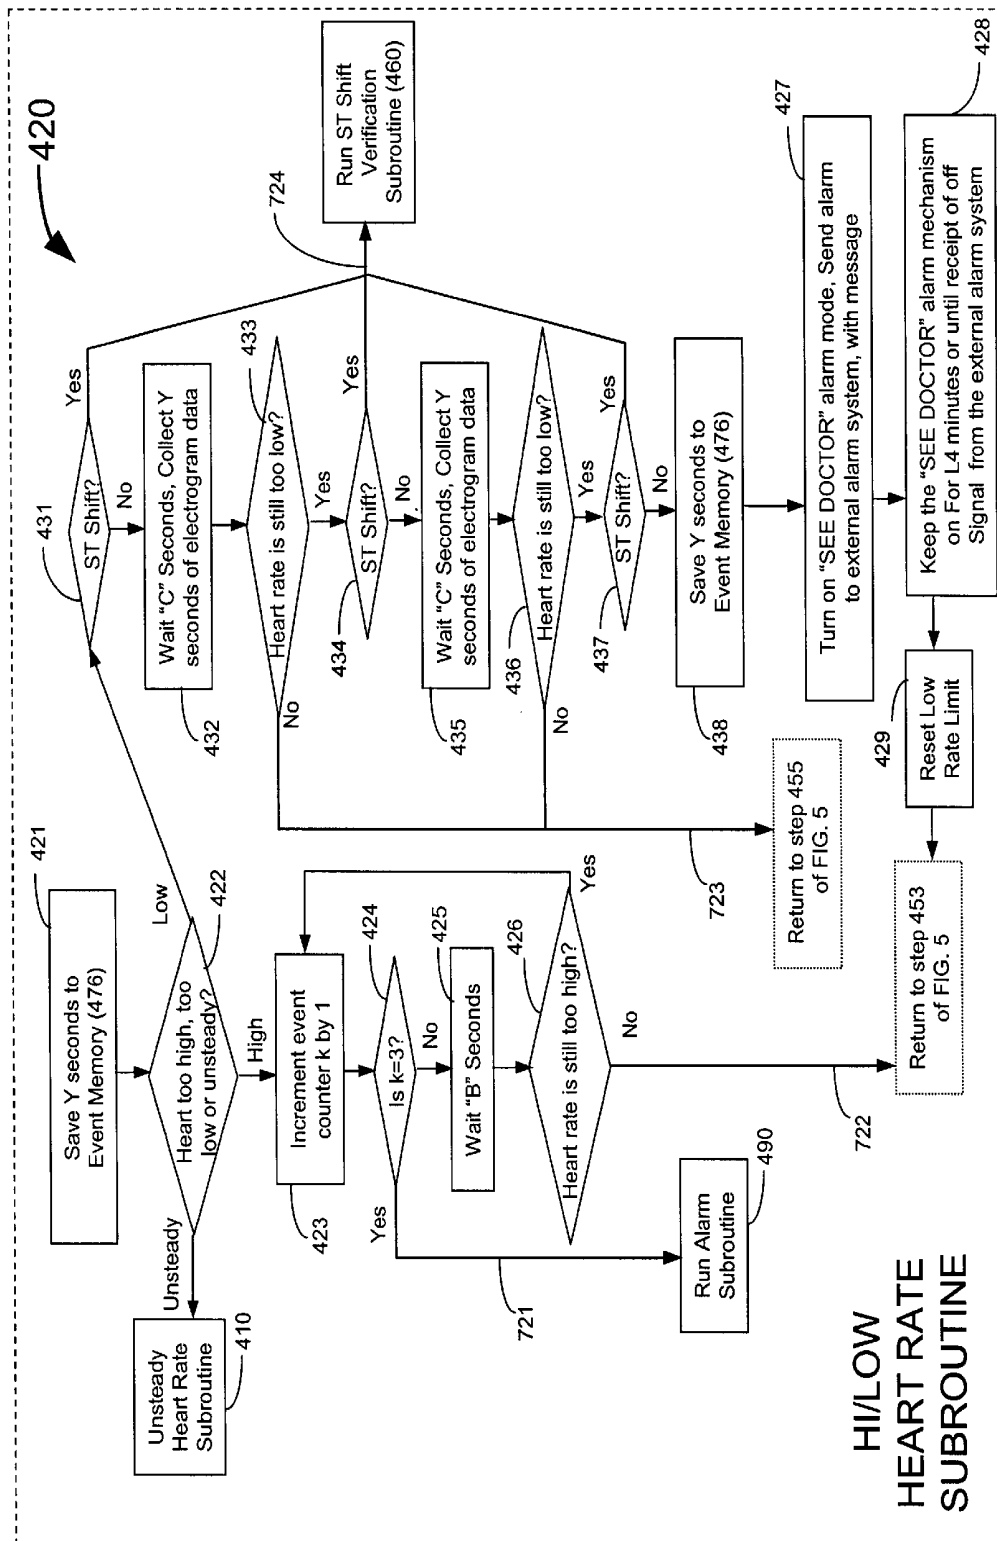 420
421
Save Y seconds to
Event Memory (476)
Heart too high, too
low or unsteady?
422
Unsteady
High
Low
Unsteady
Heart Rate
Subroutine
410
Increment event
counter k by 1
423
424
Is k=3?
Yes
No
425
Wait "B" Seconds
426
Heart rate is still too high?
Yes
No
721
Run Alarm
Subroutine
490
722
Return to step 453
of FIG. 5
431
ST Shift?
Yes
No
Wait "C" Seconds, Collect Y
seconds of electrogram data
432
433
Heart rate is still too low?
No
Yes
434
ST Shift?
Yes
No
Wait "C" Seconds, Collect Y
seconds of electrogram data
435
436
Heart rate is still too low?
No
Yes
437
ST Shift?
Yes
No
724
Run ST Shift
Verification
Subroutine (460)
Save Y seconds to
Event Memory (476)
438
723
Return to step 455
of FIG. 5
427
Turn on "SEE DOCTOR" alarm mode, Send alarm
to external alarm system, with message
428
Keep the "SEE DOCTOR" alarm mechanism
on For L4 minutes or until receipt of off
Signal from the external alarm system
429
Reset Low
Rate Limit
HI/LOW
HEART RATE
SUBROUTINE